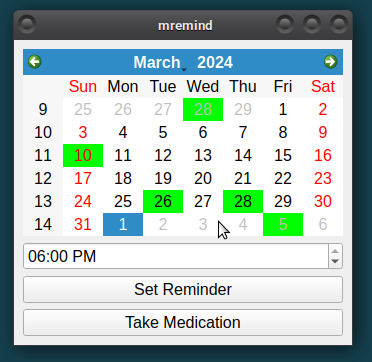 mremind
March 2024
Sun Mon Tue Wed Thu Fri Sat
9 25 26 27 28 29 1 2
10 3 4 5 6 7 8 9
11 10 11 12 13 14 15 16
12 17 18 19 20 21 22 23
13 24 25 26 27 28 29 30
14 31 1 2 3 4 5 6
06:00 PM
Set Reminder
Take Medication